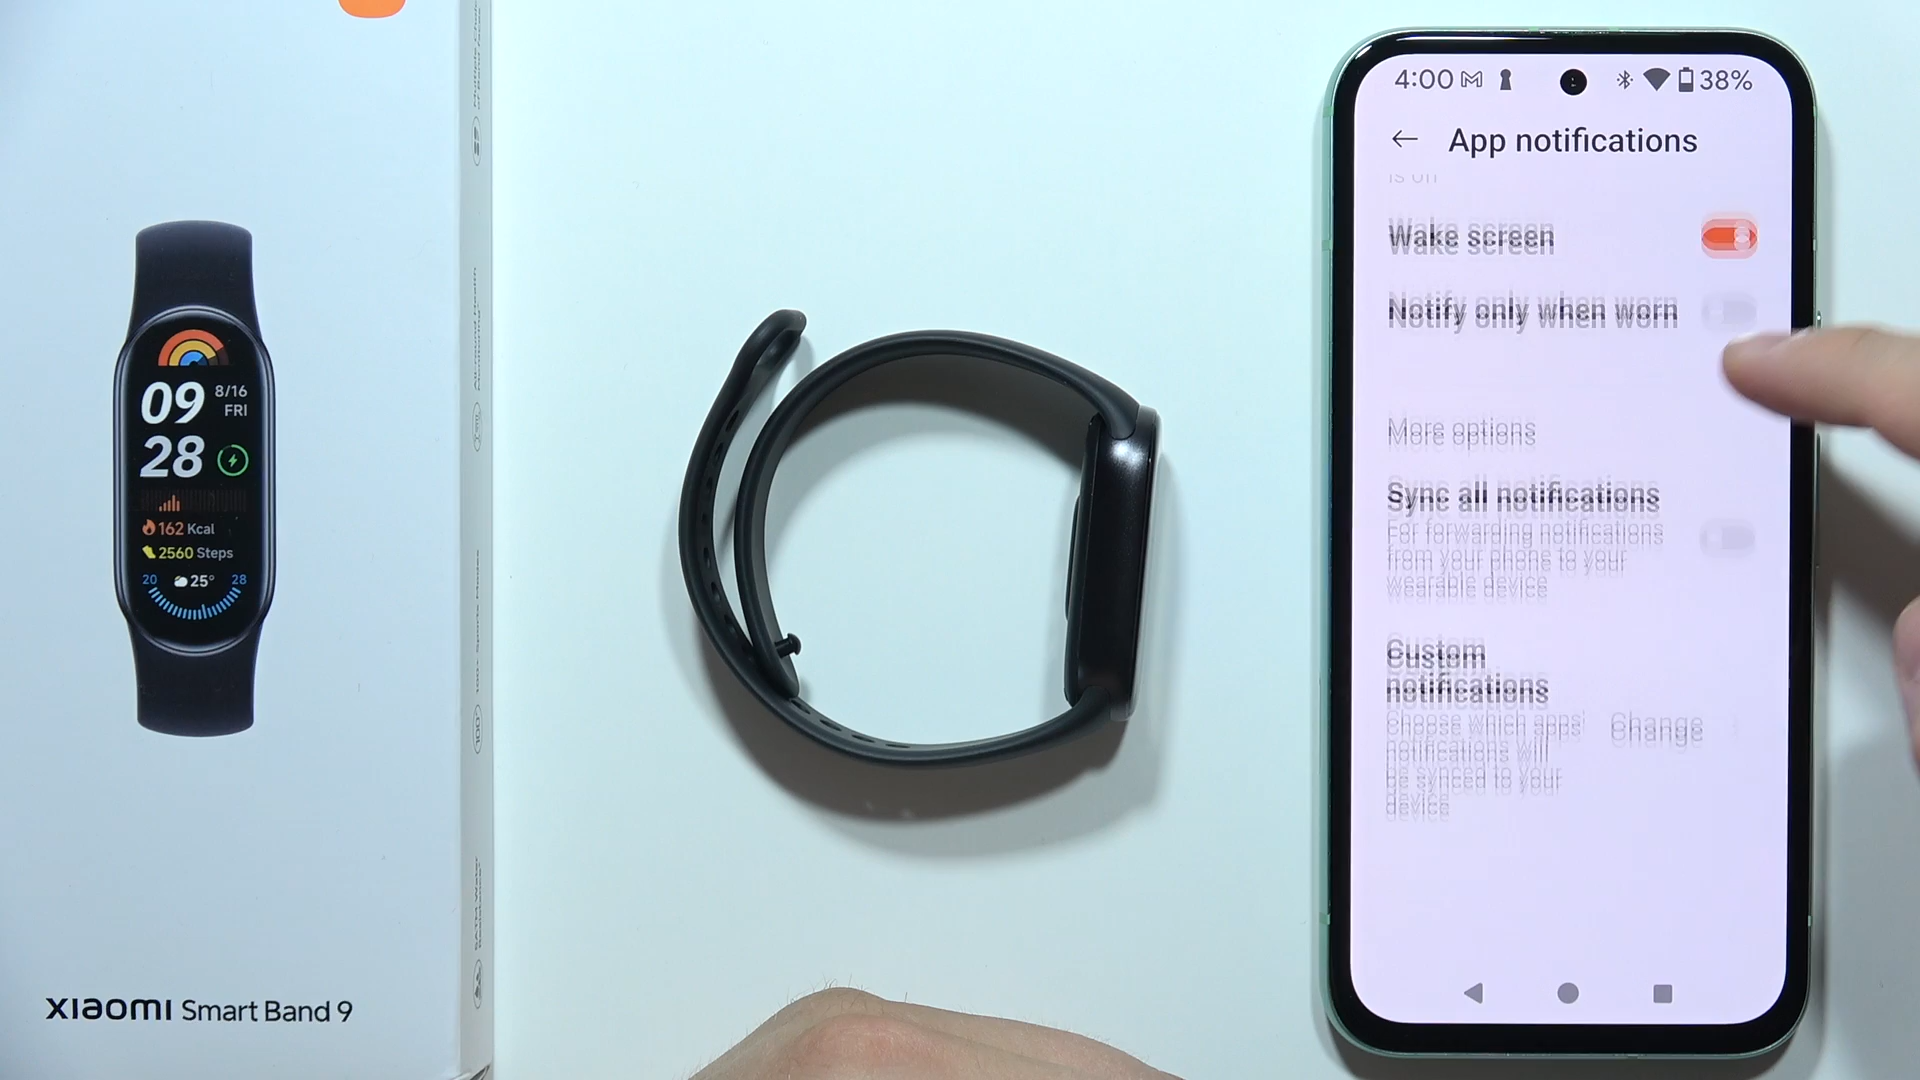 09
8/16
FRI
28
162 Kcal
2560 Steps
20
25°
28
xiaomi Smart Band 9
4:00
38%
App notifications
is off
Wake screen
Notify only when worn
More options
Sync all notifications
For forwarding notifications
from your phone to your
wearable device
Custom
notifications
Choose which apps'
notifications will
be synced to your
device
Change